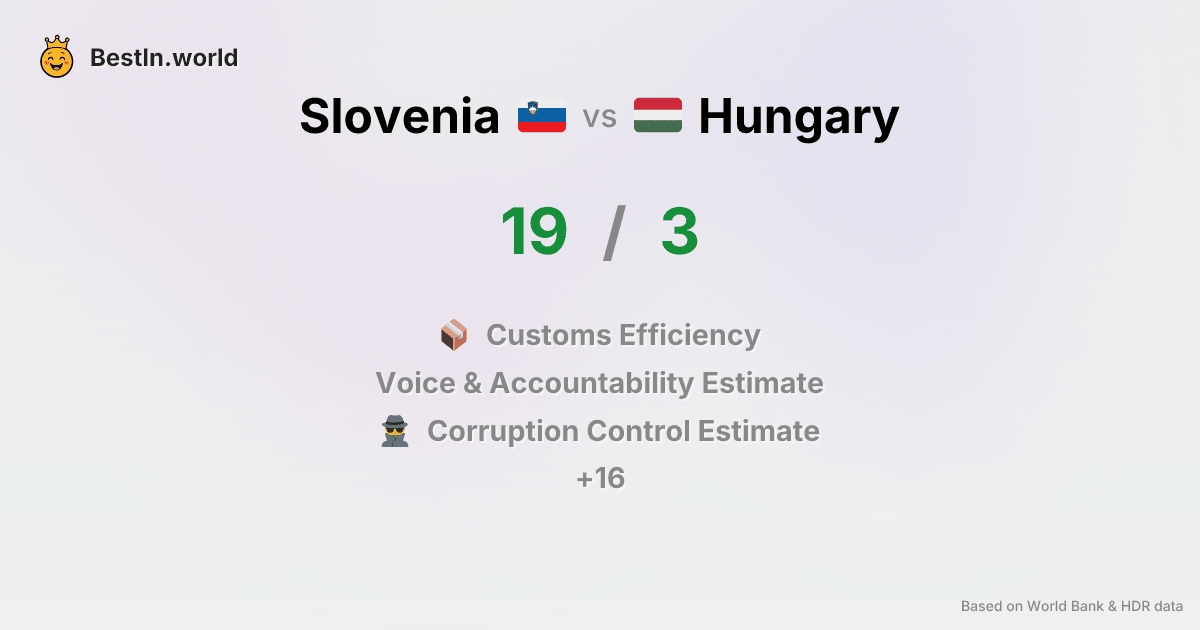 BestIn.world
Slovenia vs Hungary
19 / 3
Customs Efficiency
Voice & Accountability Estimate
Corruption Control Estimate
+16
Based on World Bank & HDR data